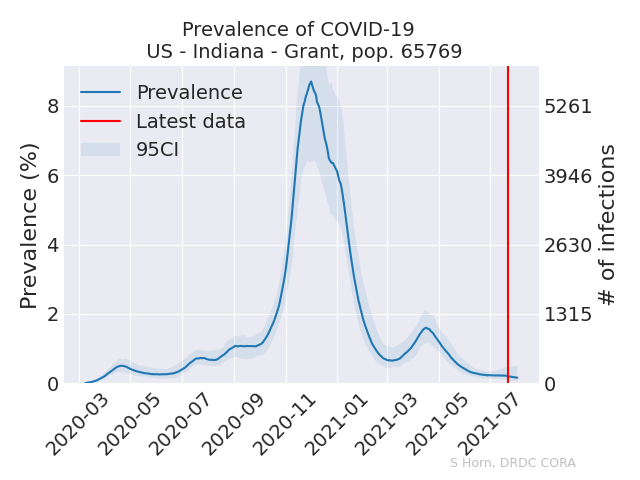 Prevalence of COVID-19
US - Indiana - Grant, pop. 65769
Prevalence
Latest data
95CI
Prevalence (%)
8
6
4
2
0
5261
3946
2630
1315
0
# of infections
2020-03
2020-05
2020-07
2020-09
2020-11
2021-01
2021-03
2021-05
2021-07
S Horn, DRDC CORA